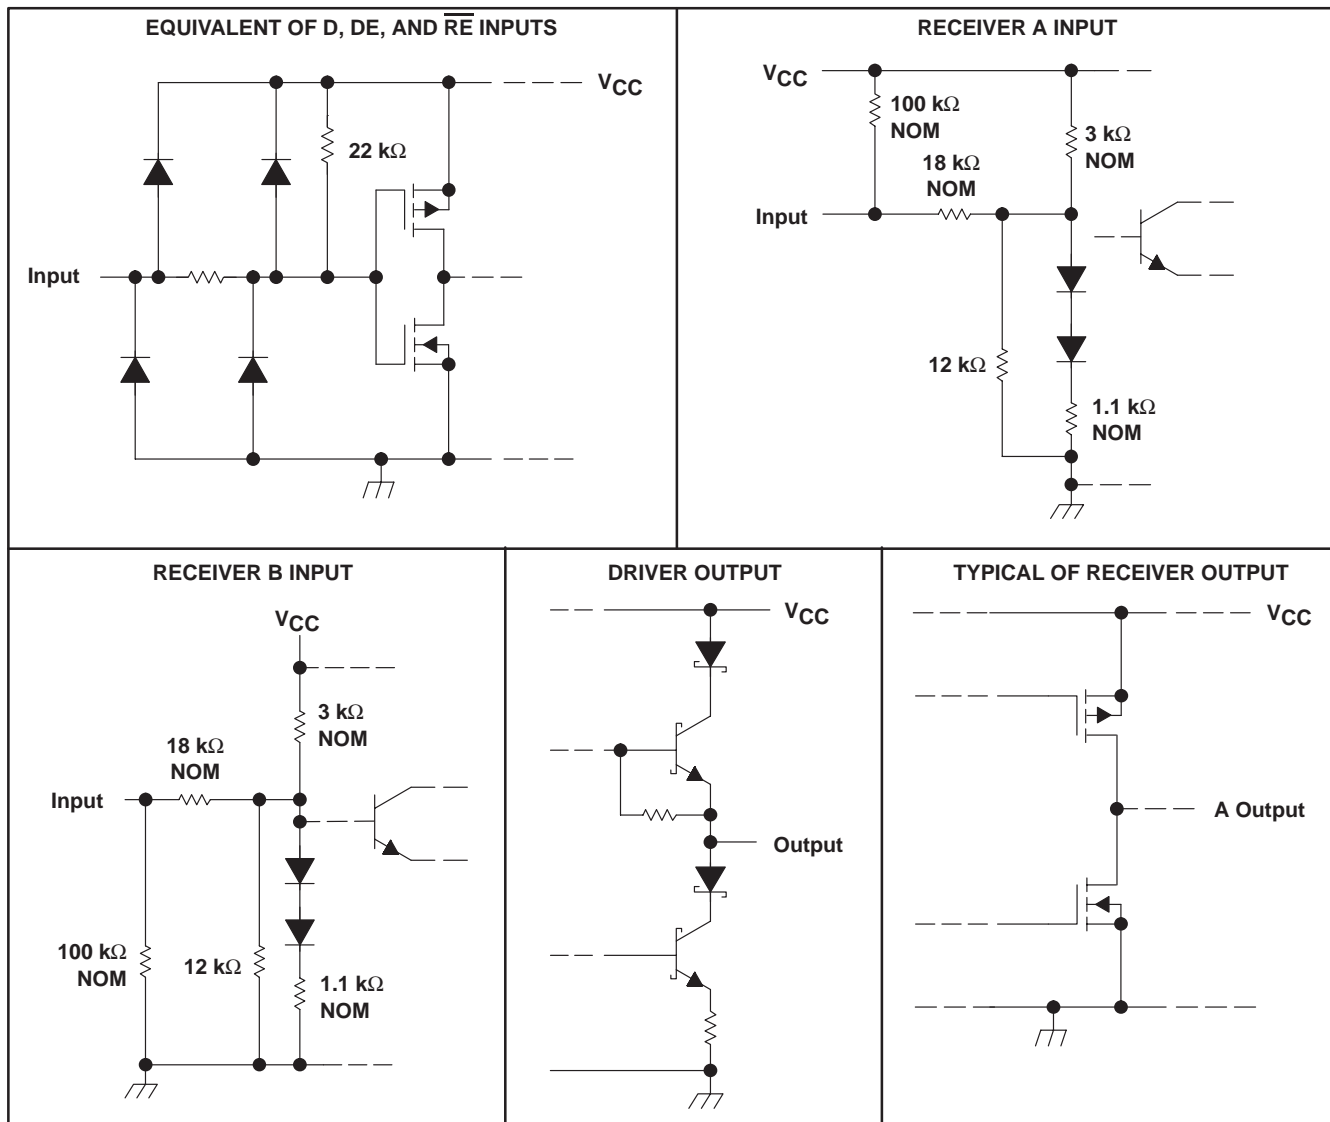 EQUIVALENT OF D, DE, AND R̅E̅ INPUTS
VCC
22 kΩ
Input
RECEIVER A INPUT
VCC
100 kΩ
NOM
3 kΩ
NOM
18 kΩ
NOM
Input
12 kΩ
1.1 kΩ
NOM
RECEIVER B INPUT
VCC
3 kΩ
NOM
18 kΩ
NOM
Input
100 kΩ
NOM
12 kΩ
1.1 kΩ
NOM
DRIVER OUTPUT
VCC
Output
TYPICAL OF RECEIVER OUTPUT
VCC
A Output